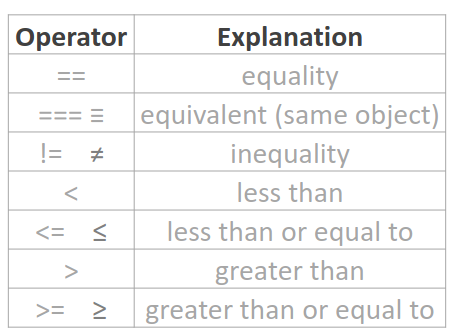 Operator Explanation
== equality
=== ≡ equivalent (same object)
!= ≠ inequality
< less than
<= ≤ less than or equal to
> greater than
>= ≥ greater than or equal to